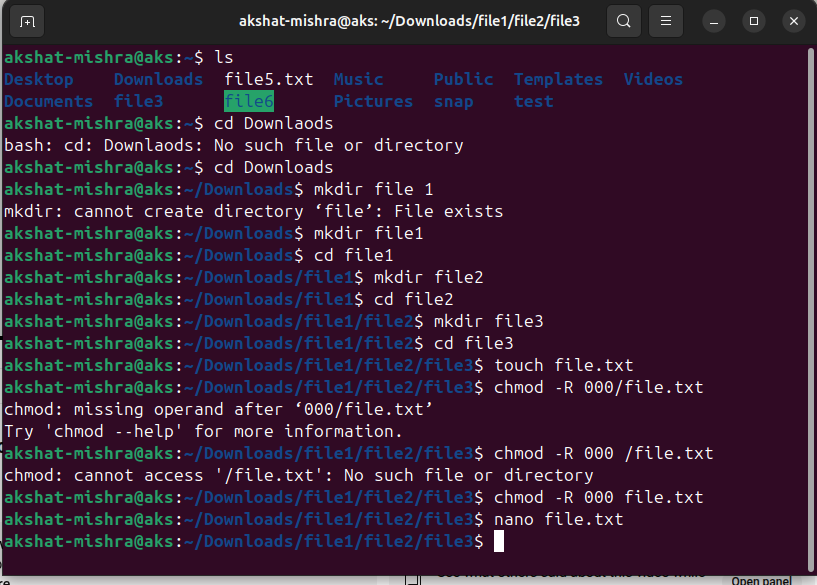 akshat-mishra@aks: ~/Downloads/file1/file2/file3
akshat-mishra@aks:~$ ls
Desktop Downloads file5.txt Music Public Templates Videos
Documents file3 file6 Pictures snap test
akshat-mishra@aks:~$ cd Downlaods
bash: cd: Downlaods: No such file or directory
akshat-mishra@aks:~$ cd Downloads
akshat-mishra@aks:~/Downloads$ mkdir file 1
mkdir: cannot create directory ‘file’: File exists
akshat-mishra@aks:~/Downloads$ mkdir file1
akshat-mishra@aks:~/Downloads$ cd file1
akshat-mishra@aks:~/Downloads/file1$ mkdir file2
akshat-mishra@aks:~/Downloads/file1$ cd file2
akshat-mishra@aks:~/Downloads/file1/file2$ mkdir file3
akshat-mishra@aks:~/Downloads/file1/file2$ cd file3
akshat-mishra@aks:~/Downloads/file1/file2/file3$ touch file.txt
akshat-mishra@aks:~/Downloads/file1/file2/file3$ chmod -R 000/file.txt
chmod: missing operand after ‘000/file.txt’
Try 'chmod --help' for more information.
akshat-mishra@aks:~/Downloads/file1/file2/file3$ chmod -R 000 /file.txt
chmod: cannot access '/file.txt': No such file or directory
akshat-mishra@aks:~/Downloads/file1/file2/file3$ chmod -R 000 file.txt
akshat-mishra@aks:~/Downloads/file1/file2/file3$ nano file.txt
akshat-mishra@aks:~/Downloads/file1/file2/file3$
Open panel